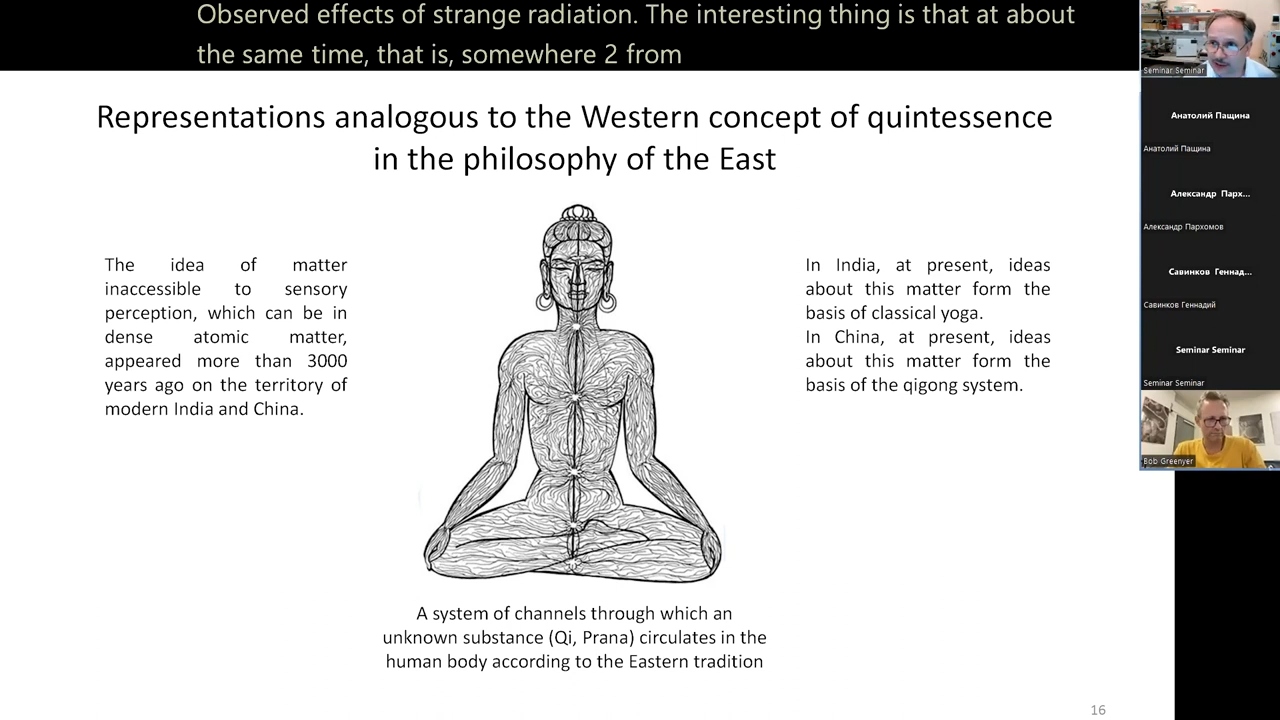 Observed effects of strange radiation. The interesting thing is that at about
the same time, that is, somewhere 2 from
Representations analogous to the Western concept of quintessence
in the philosophy of the East
The idea of matter
inaccessible to sensory
perception, which can be in
dense atomic matter,
appeared more than 3000
years ago on the territory of
modern India and China.
In India, at present, ideas
about this matter form the
basis of classical yoga.
In China, at present, ideas
about this matter form the
basis of the qigong system.
A system of channels through which an
unknown substance (Qi, Prana) circulates in the
human body according to the Eastern tradition
16
Seminar Seminar
Анатолий Пащина
Анатолий Пащина
Александр Парх...
Александр Пархомов
Савинков Геннад...
Савинков Геннадий
Seminar Seminar
Seminar Seminar
Bob Greenyer